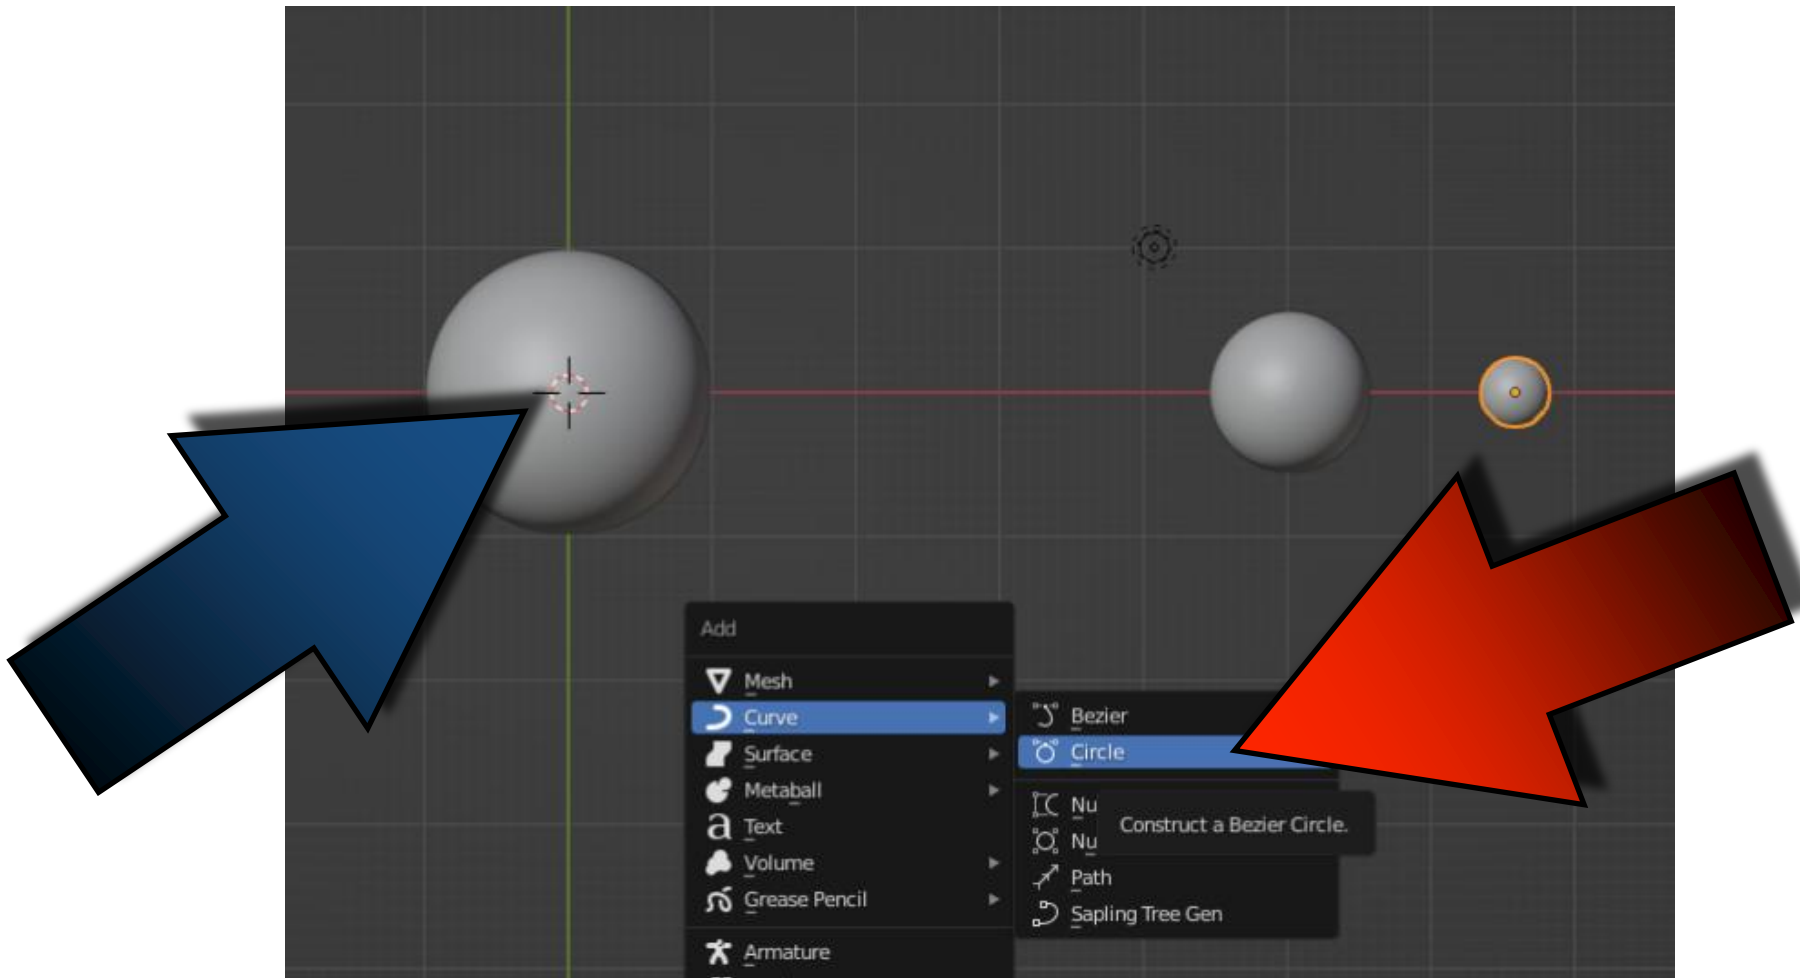 Add
Mesh
Curve
Surface
Metaball
Text
Volume
Grease Pencil
Armature
Bezier
Circle
Nu
Nu
Path
Sapling Tree Gen
Construct a Bezier Circle.